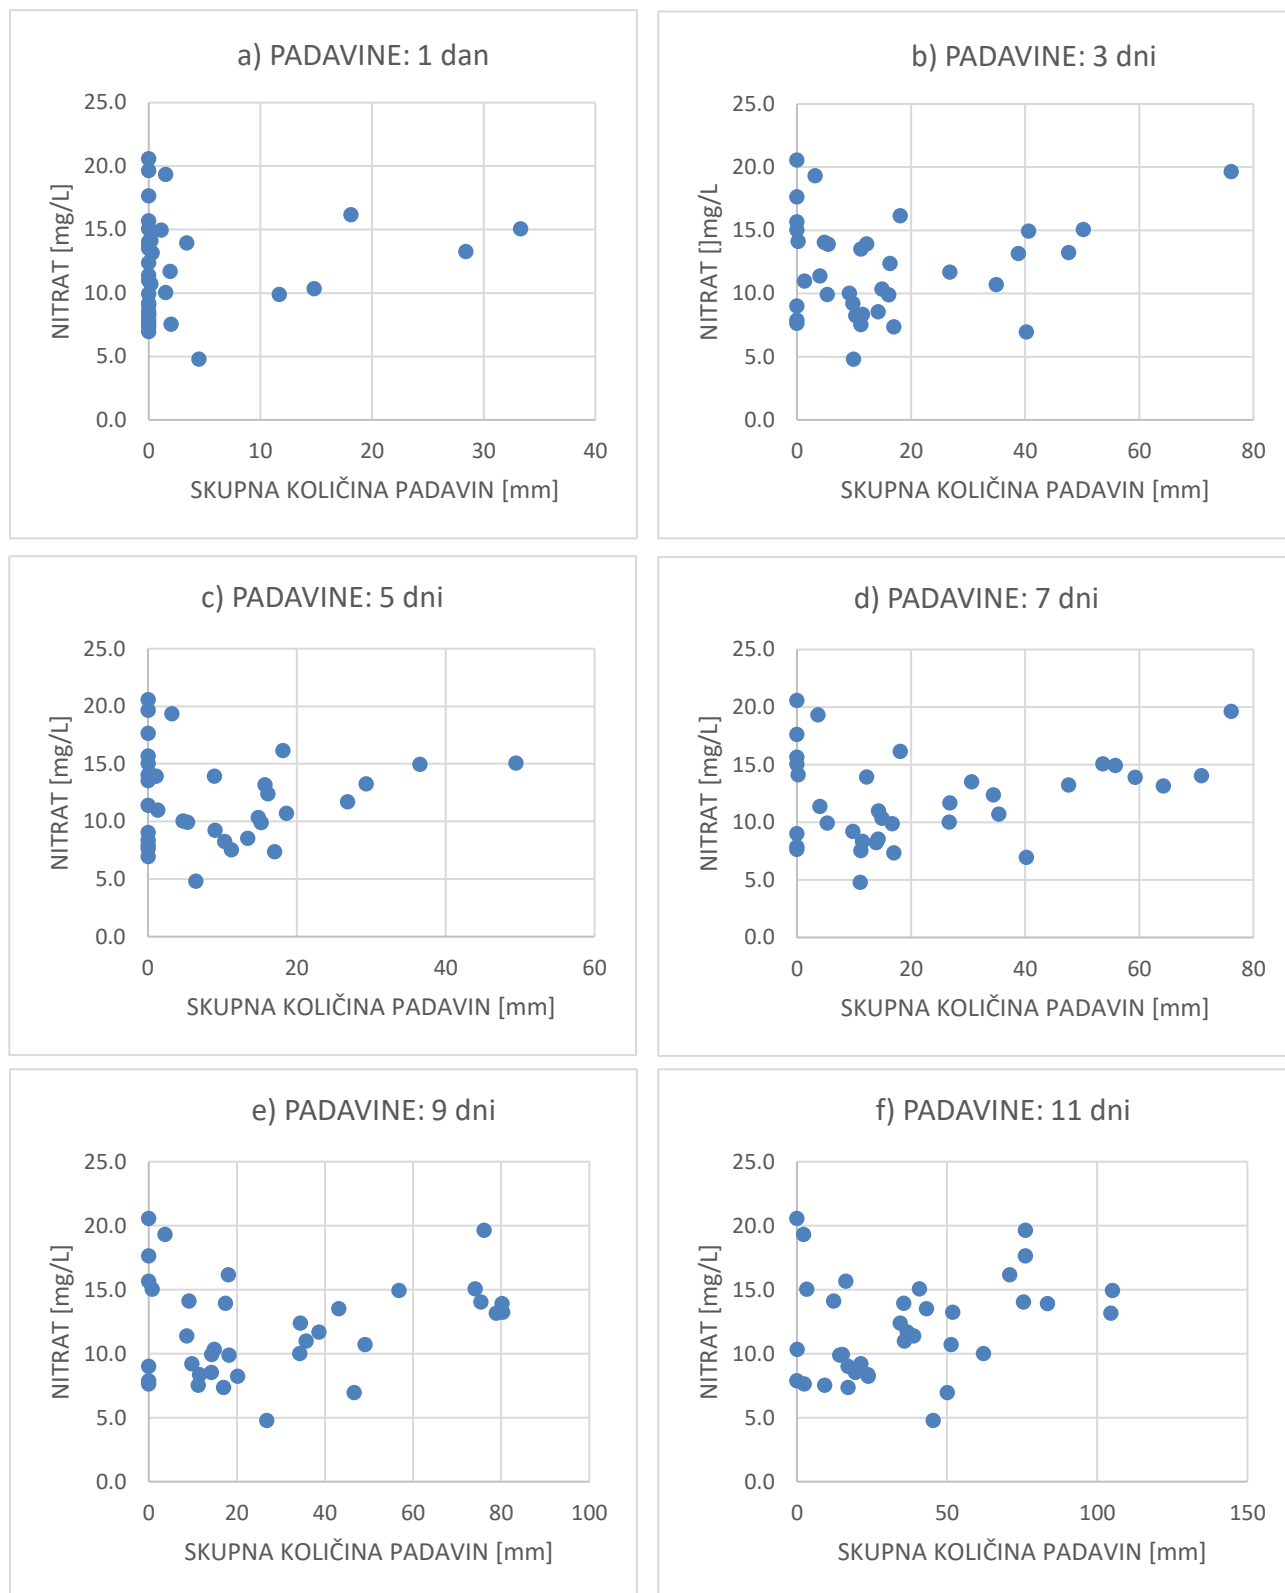 a) PADAVINE: 1 dan
25.0
20.0
15.0
10.0
5.0
0.0
NITRAT [mg/L]
0 10 20 30 40
SKUPNA KOLIČINA PADAVIN [mm]
b) PADAVINE: 3 dni
25.0
20.0
15.0
10.0
5.0
0.0
NITRAT []mg/L
0 20 40 60 80
SKUPNA KOLIČINA PADAVIN [mm]
c) PADAVINE: 5 dni
25.0
20.0
15.0
10.0
5.0
0.0
NITRAT [mg/L]
0 20 40 60
SKUPNA KOLIČINA PADAVIN [mm]
d) PADAVINE: 7 dni
25.0
20.0
15.0
10.0
5.0
0.0
NITRAT [mg/L]
0 20 40 60 80
SKUPNA KOLIČINA PADAVIN [mm]
e) PADAVINE: 9 dni
25.0
20.0
15.0
10.0
5.0
0.0
NITRAT [mg/L]
0 20 40 60 80 100
SKUPNA KOLIČINA PADAVIN [mm]
f) PADAVINE: 11 dni
25.0
20.0
15.0
10.0
5.0
0.0
NITRAT [mg/L]
0 50 100 150
SKUPNA KOLIČINA PADAVIN [mm]